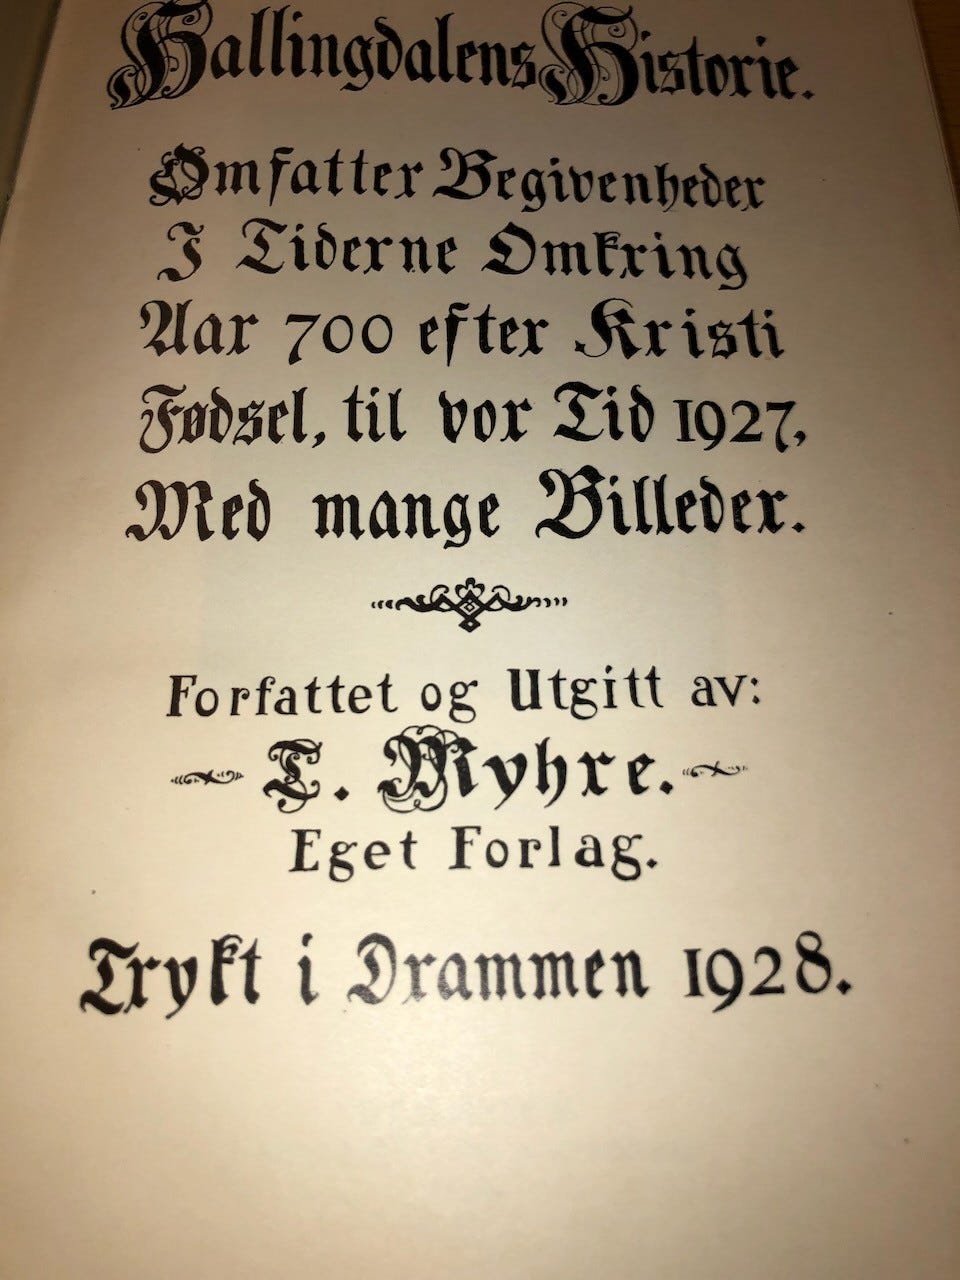 Hallingdalens Historie.
Omfatter Begivenheder
I Tiderne Omkring
Aar 700 efter Kristi
Fødsel, til vor Tid 1927,
Med mange Billeder.
Forfattet og Utgitt av:
T. Myhre.
Eget Forlag.
Trykt i Drammen 1928.